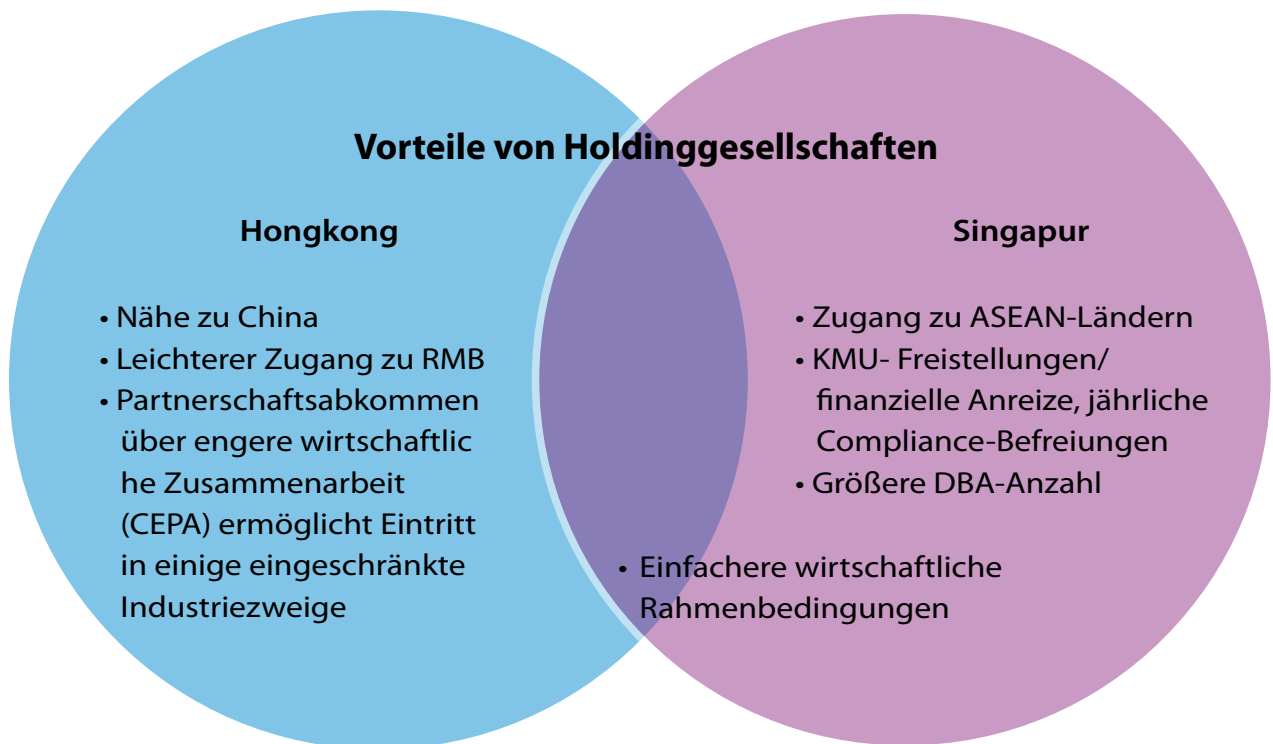 Vorteile von Holdinggesellschaften
Hongkong
• Nähe zu China
• Leichterer Zugang zu RMB
• Partnerschaftsabkommen
über engere wirtschaftlic
he Zusammenarbeit
(CEPA) ermöglicht Eintritt
in einige eingeschränkte
Industriezweige
Singapur
• Zugang zu ASEAN-Ländern
• KMU- Freistellungen/
finanzielle Anreize, jährliche
Compliance-Befreiungen
• Größere DBA-Anzahl
• Einfachere wirtschaftliche
Rahmenbedingungen